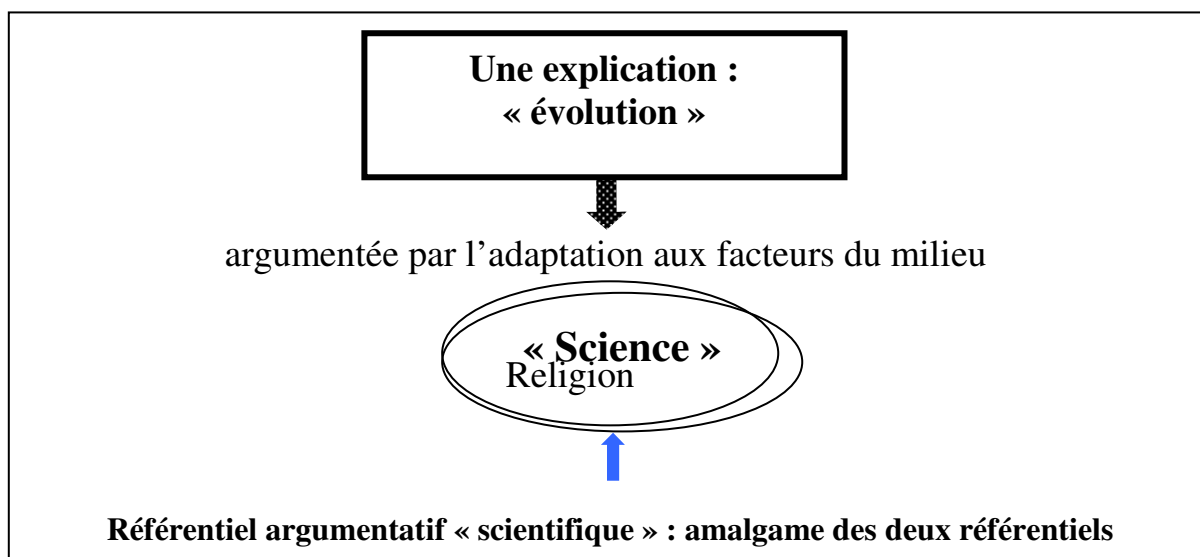 Une explication :
« évolution »
argumentée par l’adaptation aux facteurs du milieu
« Science »
Religion
Référentiel argumentatif « scientifique » : amalgame des deux référentiels